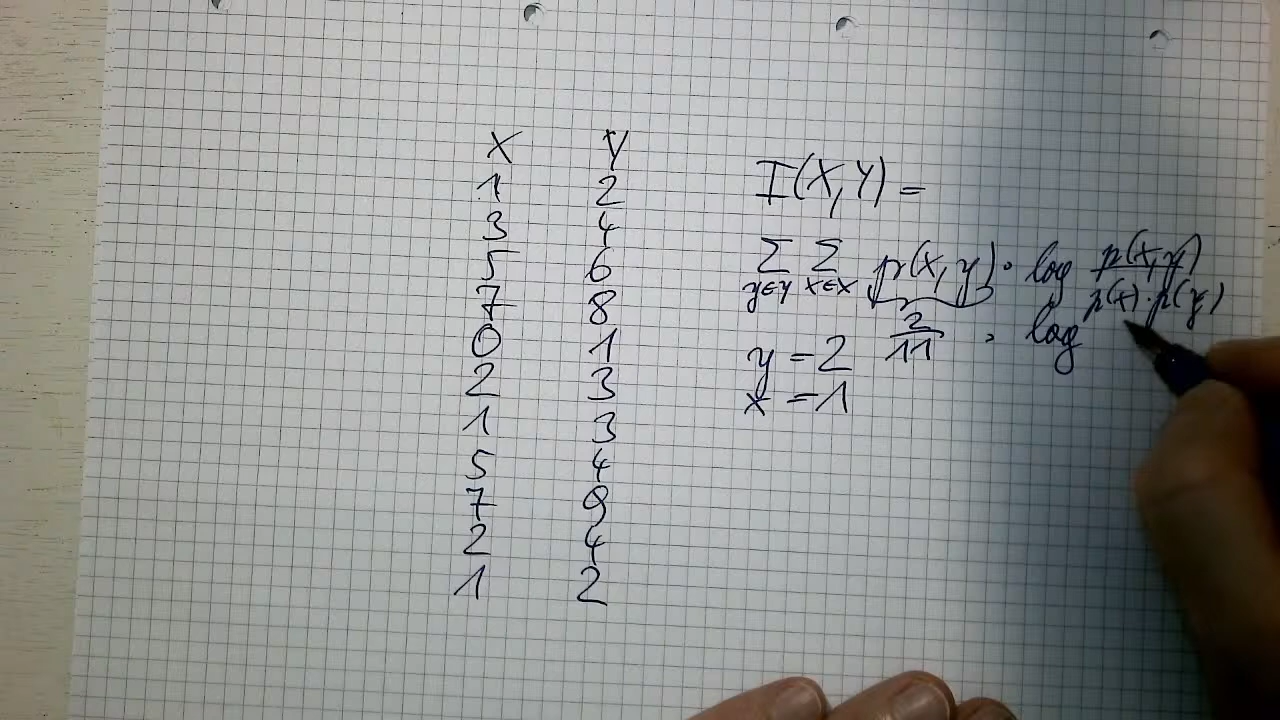 X Y
1 2
3 4
5 6
7 8
0 1
2 3
1 3
5 4
7 9
2 4
1 2
I(X,Y) =
∑ y∈Y ∑ x∈X p(x,y) · log p(x,y) / p(x)·p(y)
y = 2 2/11 · log
x = 1